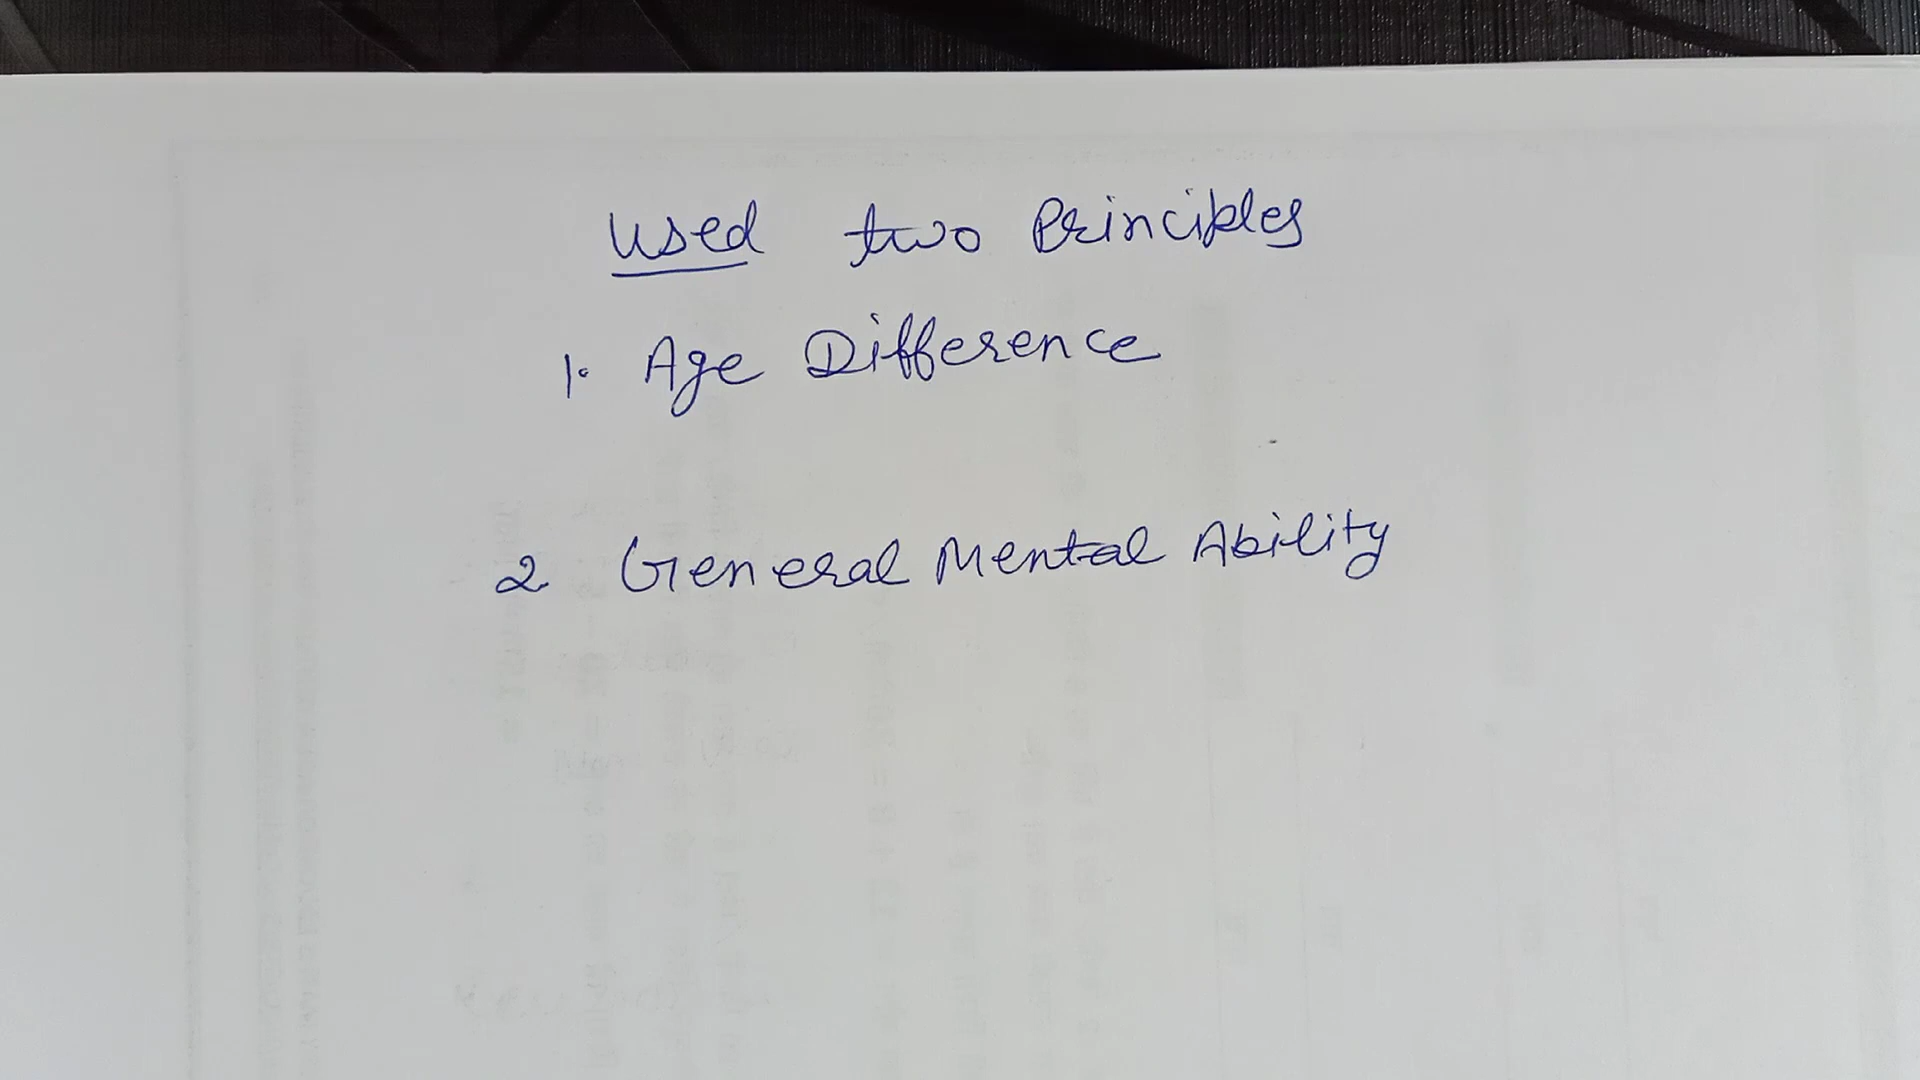 Used two Principles
1. Age Difference
2 General Mental Ability